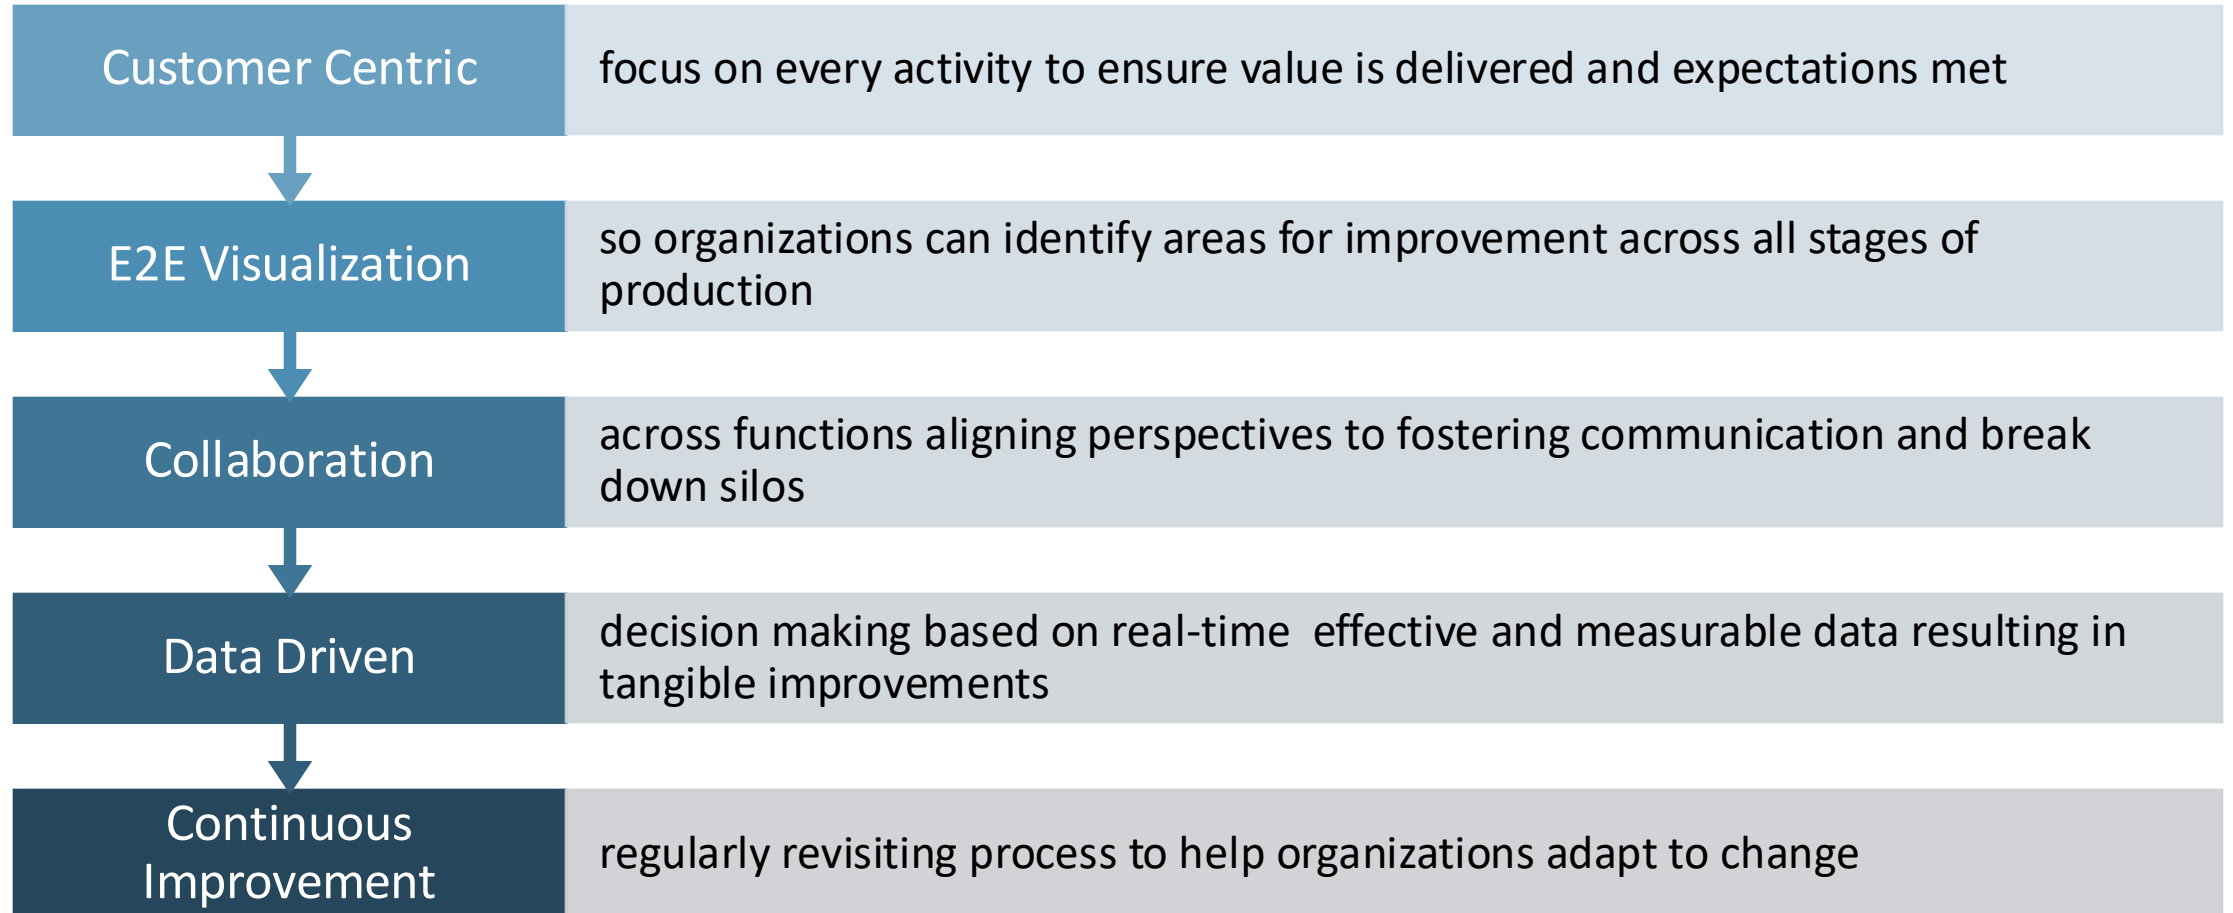 Customer Centric
focus on every activity to ensure value is delivered and expectations met
E2E Visualization
so organizations can identify areas for improvement across all stages of
production
Collaboration
across functions aligning perspectives to fostering communication and break
down silos
Data Driven
decision making based on real-time  effective and measurable data resulting in
tangible improvements
Continuous
Improvement
regularly revisiting process to help organizations adapt to change